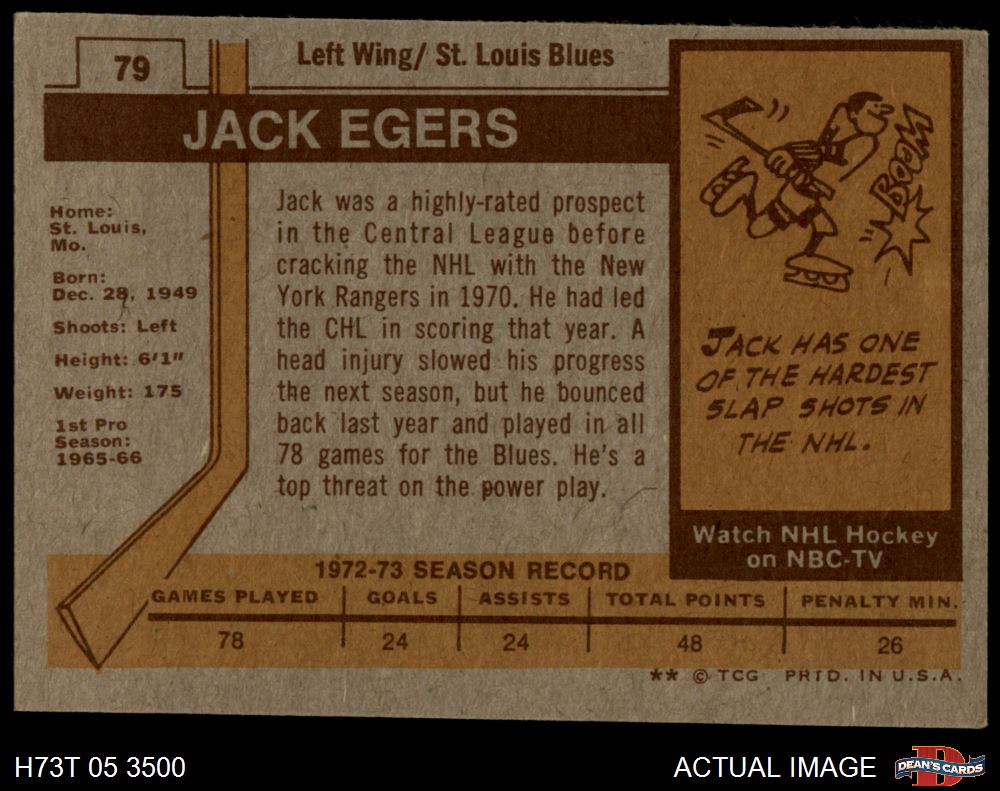 79
Left Wing/ St. Louis Blues
JACK EGERS
Home:
St. Louis,
Mo.
Born:
Dec. 28, 1949
Shoots: Left
Height: 6'1"
Weight: 175
1st Pro
Season:
1965-66
Jack was a highly-rated prospect
in the Central League before
cracking the NHL with the New
York Rangers in 1970. He had led
the CHL in scoring that year. A
head injury slowed his progress
the next season, but he bounced
back last year and played in all
78 games for the Blues. He's a
top threat on the power play.
BOOM
JACK HAS ONE
OF THE HARDEST
SLAP SHOTS IN
THE NHL.
Watch NHL Hockey
on NBC-TV
1972-73 SEASON RECORD
GAMES PLAYED GOALS ASSISTS TOTAL POINTS PENALTY MIN.
78 24 24 48 26
** © TCG PRTD. IN U.S.A.
H73T 05 3500
ACTUAL IMAGE
DEAN'S CARDS